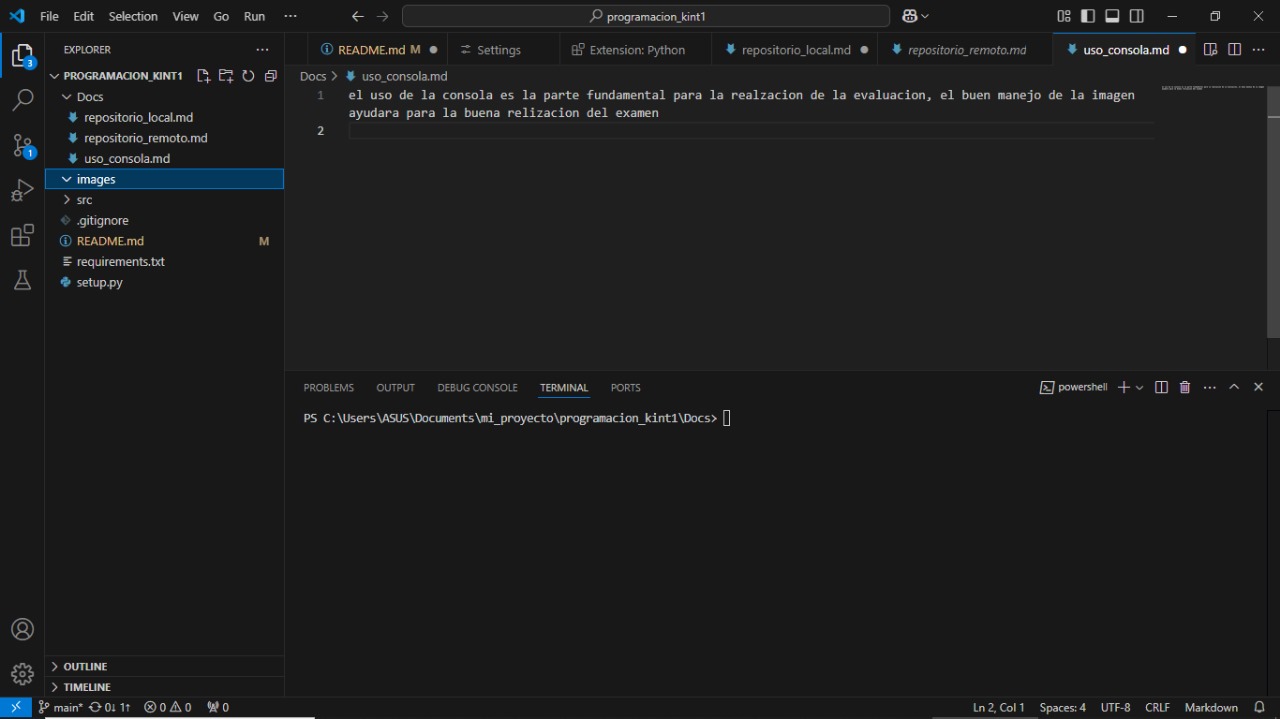 File Edit Selection View Go Run ··· programacion_kint1
EXPLORER ···
README.md M Settings Extension: Python repositorio_local.md repositorio_remoto.md uso_consola.md ···
PROGRAMACION_KINT1
Docs
repositorio_local.md
repositorio_remoto.md
uso_consola.md
images
src
.gitignore
README.md M
requirements.txt
setup.py
3
1
Docs > uso_consola.md
1 el uso de la consola es la parte fundamental para la realzacion de la evaluacion, el buen manejo de la imagen
ayudara para la buena relizacion del examen
2
PROBLEMS OUTPUT DEBUG CONSOLE TERMINAL PORTS powershell ···
PS C:\Users\ASUS\Documents\mi_proyecto\programacion_kint1\Docs>
OUTLINE
TIMELINE
main* 0↓ 1↑ 0 0 0 Ln 2, Col 1 Spaces: 4 UTF-8 CRLF Markdown